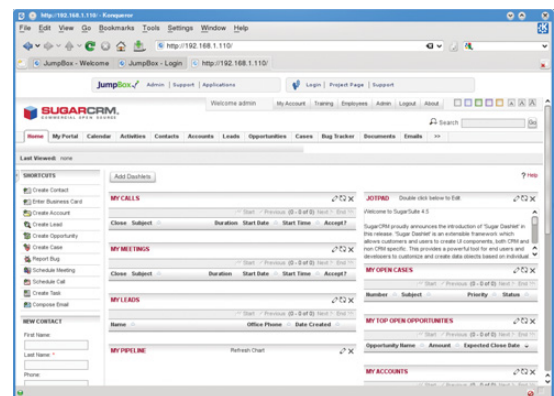 http://192.168.1.110/ - Konqueror
File Edit View Go Bookmarks Tools Settings Window Help
http://192.168.1.110/
JumpBox - Welcome JumpBox - Login http://192.168.1.110/
JumpBox Admin | Support | Applications Login | Project Page | Support
Welcome admin My Account Training Employees Admin Logout About
SUGARCRM.
COMMERCIAL OPEN SOURCE
Search Go
Home My Portal Calendar Activities Contacts Accounts Leads Opportunities Cases Bug Tracker Documents Emails >>
Last Viewed: none
SHORTCUTS
Create Contact
Enter Business Card
Create Account
Create Lead
Create Opportunity
Create Case
Report Bug
Schedule Meeting
Schedule Call
Create Task
Compose Email
NEW CONTACT
First Name:
Last Name: *
Phone:
Add Dashlets
Help
MY CALLS
Start Previous (0 - 0 of 0) Next End
Close Subject Duration Start Date Start Time Accept?
MY MEETINGS
Start Previous (0 - 0 of 0) Next End
Close Subject Duration Start Date Start Time Accept?
MY LEADS
Start Previous (0 - 0 of 0) Next End
Name Office Phone Date Created
MY PIPELINE Refresh Chart
JOTPAD Double click below to Edit.
Welcome to SugarSuite 4.5
SugarCRM proudly announces the introduction of 'Sugar Dashlet' in
this release. 'Sugar Dashlet' is an extensible framework which
allows customers and users to create UI components, both CRM and
non CRM specific. This provides a powerful tool for end users and
developers to customize and create data objects based on individual
MY OPEN CASES
Start Previous (0 - 0 of 0) Next End
Number Subject Priority Status
MY TOP OPEN OPPORTUNITIES
Start Previous (0 - 0 of 0) Next End
Opportunity Name Amount Expected Close Date
MY ACCOUNTS
Start Previous (0 - 0 of 0) Next End